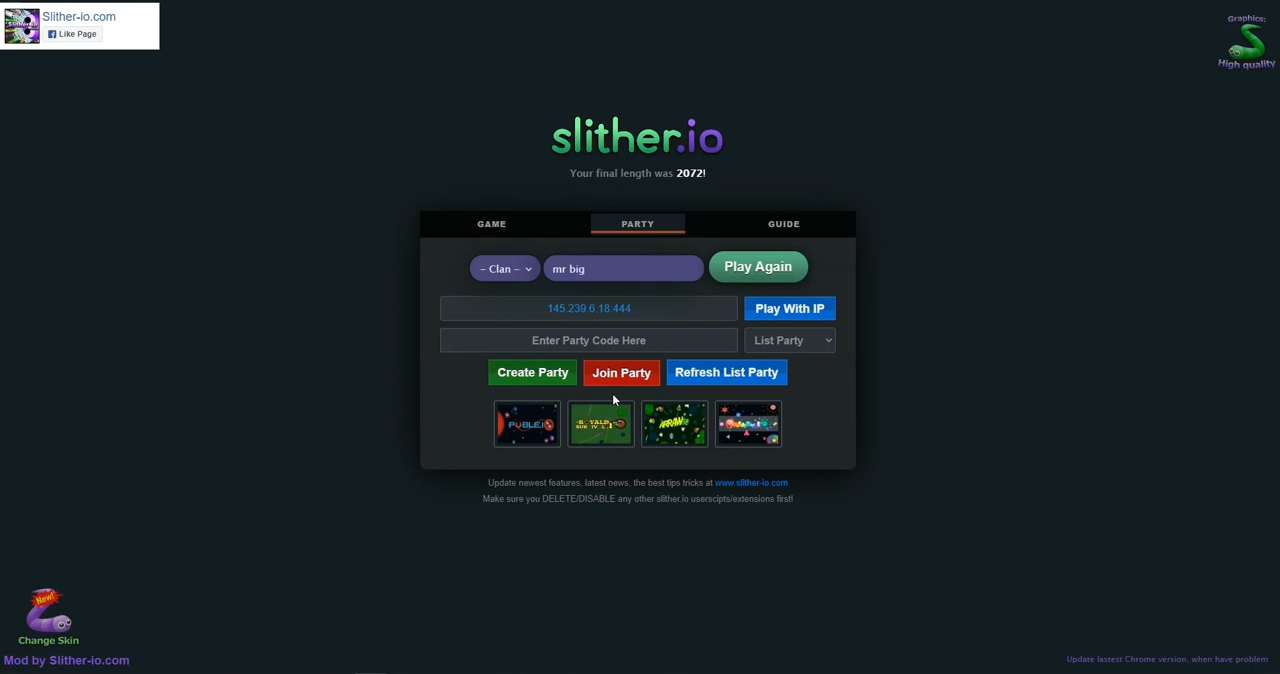 Slither-io.com
Like Page
Graphics:
High quality
slither.io
Your final length was 2072!
GAME PARTY GUIDE
– Clan – mr big Play Again
145.239.6.18:444 Play With IP
Enter Party Code Here List Party
Create Party Join Party Refresh List Party
Update newest features, latest news, the best tips tricks at www.slither-io.com
Make sure you DELETE/DISABLE any other slither.io userscipts/extensions first!
New!
Change Skin
Mod by Slither-io.com
Update lastest Chrome version, when have problem